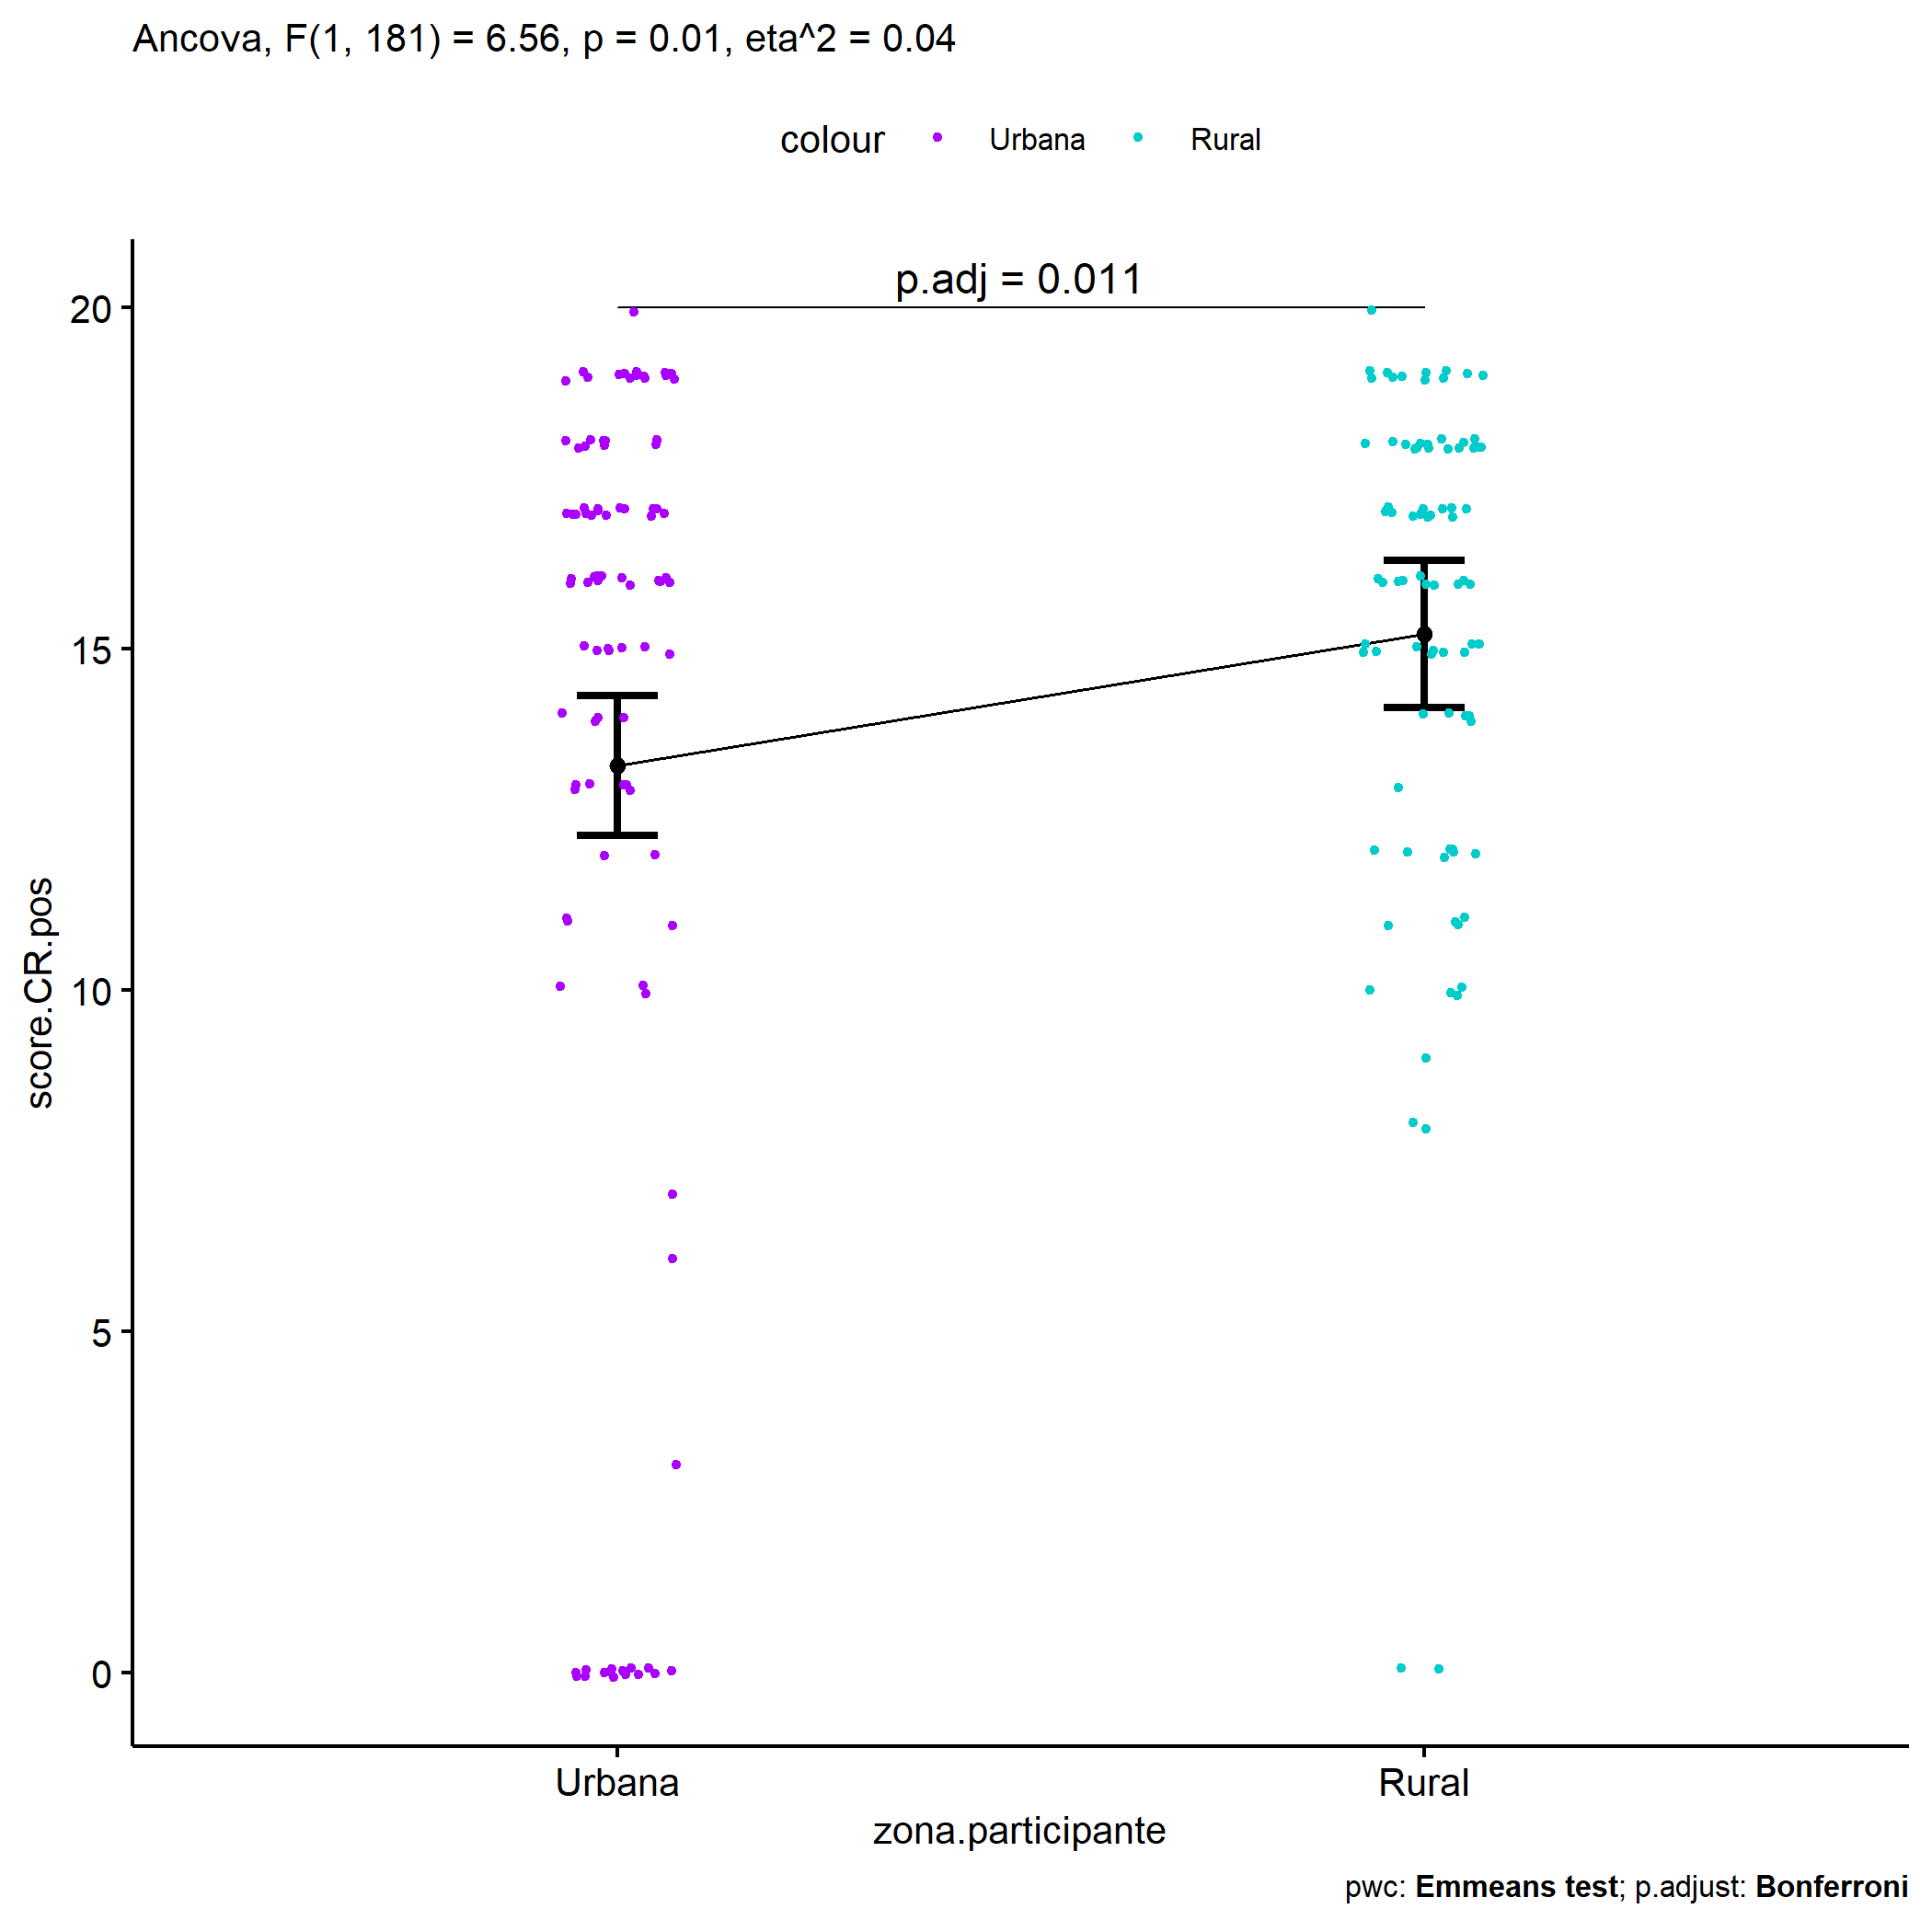 Ancova, F(1, 181) = 6.56, p = 0.01, eta^2 = 0.04
colour Urbana Rural
p.adj = 0.011
20
15
10
5
0
score.CR.pos
Urbana Rural
zona.participante
pwc: Emmeans test; p.adjust: Bonferroni